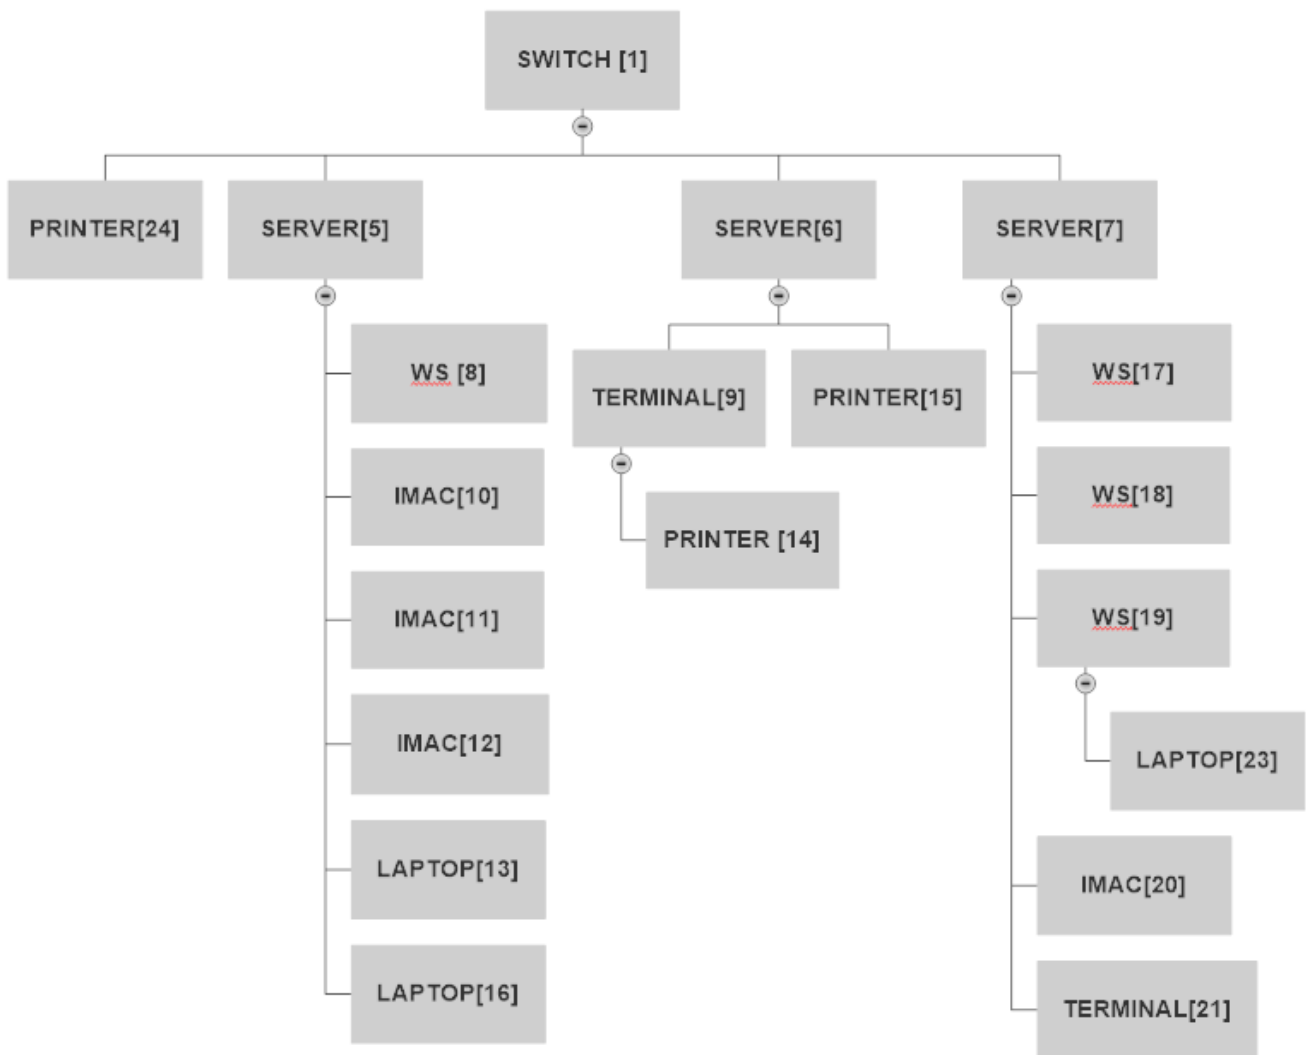 SWITCH [1]
PRINTER[24]
SERVER[5]
SERVER[6]
SERVER[7]
WS [8]
IMAC[10]
IMAC[11]
IMAC[12]
LAPTOP[13]
LAPTOP[16]
TERMINAL[9]
PRINTER[15]
PRINTER [14]
WS[17]
WS[18]
WS[19]
LAPTOP[23]
IMAC[20]
TERMINAL[21]